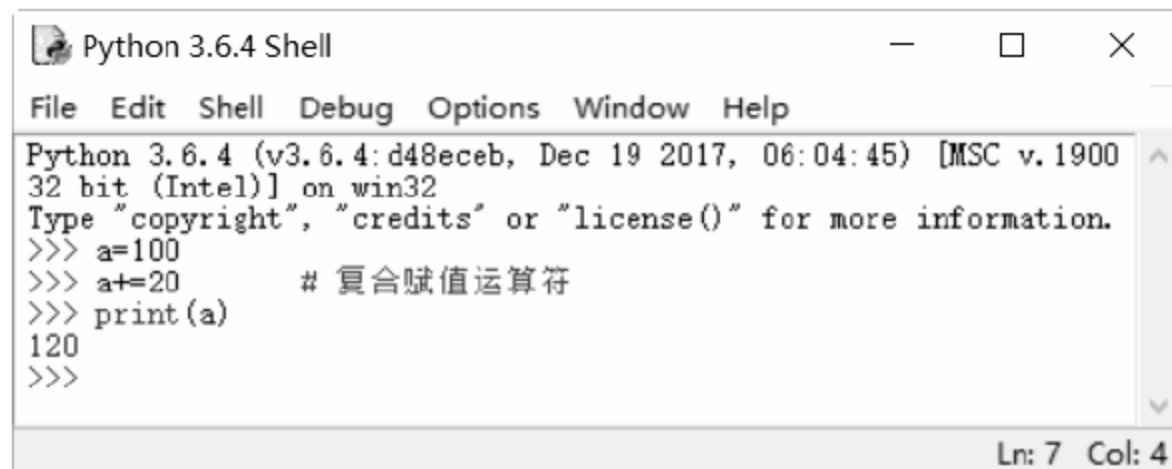 Python 3.6.4 Shell
File Edit Shell Debug Options Window Help
Python 3.6.4 (v3.6.4:d48eceb, Dec 19 2017, 06:04:45) [MSC v.1900
32 bit (Intel)] on win32
Type "copyright", "credits" or "license()" for more information.
>>> a=100
>>> a+=20 # 复合赋值运算符
>>> print(a)
120
>>>
Ln: 7 Col: 4